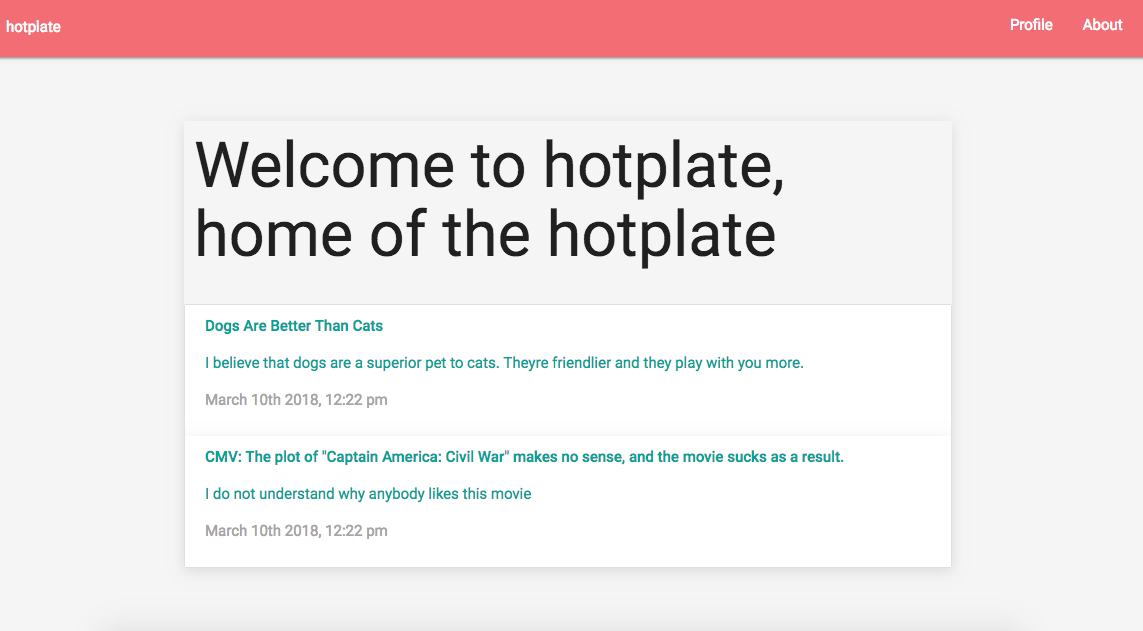 hotplate
Profile
About
Welcome to hotplate,
home of the hotplate
Dogs Are Better Than Cats
I believe that dogs are a superior pet to cats. Theyre friendlier and they play with you more.
March 10th 2018, 12:22 pm
CMV: The plot of "Captain America: Civil War" makes no sense, and the movie sucks as a result.
I do not understand why anybody likes this movie
March 10th 2018, 12:22 pm